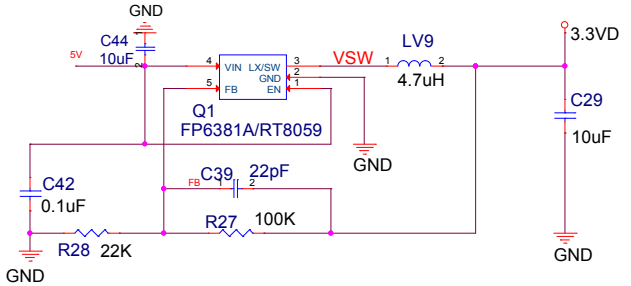 GND
C44
10uF
1
2
5V
4
VIN
LX/SW
3
VSW
GND
2
5
FB
EN
1
LV9
1
2
4.7uH
3.3VD
Q1
FP6381A/RT8059
C29
10uF
GND
C42
0.1uF
C39
22pF
FB
1
2
R27
100K
R28
22K
GND
GND